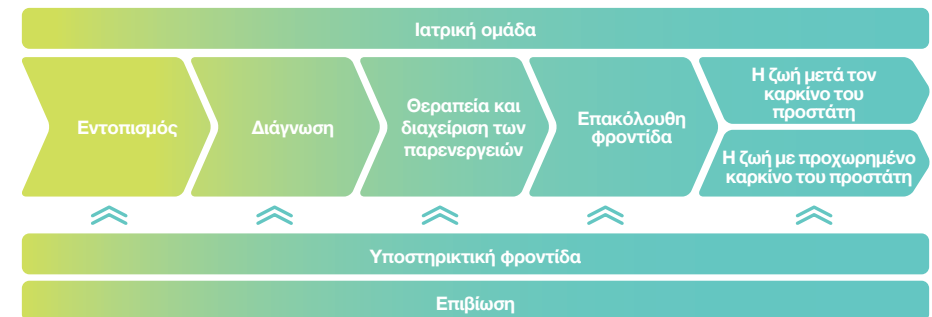 Ιατρική ομάδα
Εντοπισμός
Διάγνωση
Θεραπεία και
διαχείριση των
παρενεργειών
Επακόλουθη
φροντίδα
Η ζωή μετά τον
καρκίνο του
προστάτη
Η ζωή με προχωρημένο
καρκίνο του προστάτη
Υποστηρικτική φροντίδα
Επιβίωση